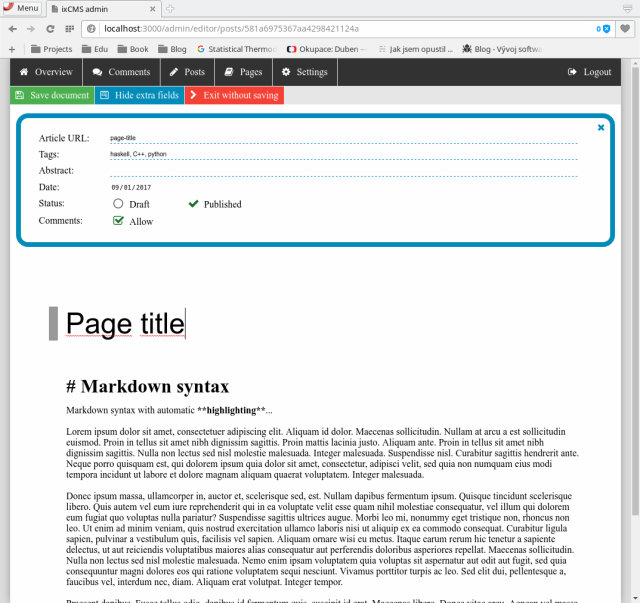 Menu ixCMS admin
localhost:3000/admin/editor/posts/581a6975367aa4298421124a 0
Projects Edu Book Blog Statistical Thermod Okupace: Duben – Jak jsem opustil ... Blog - Vývoj softwa
Overview Comments Posts Pages Settings Logout
Save document Hide extra fields Exit without saving
Article URL: page-title
Tags: haskell, C++, python
Abstract:
Date: 09/01/2017
Status: Draft Published
Comments: Allow
Page title
# Markdown syntax
Markdown syntax with automatic **highlighting**...
Lorem ipsum dolor sit amet, consectetuer adipiscing elit. Aliquam id dolor. Maecenas sollicitudin. Nullam at arcu a est sollicitudin
euismod. Proin in tellus sit amet nibh dignissim sagittis. Proin mattis lacinia justo. Aliquam ante. Proin in tellus sit amet nibh
dignissim sagittis. Nulla non lectus sed nisl molestie malesuada. Integer malesuada. Suspendisse nisl. Curabitur sagittis hendrerit ante.
Neque porro quisquam est, qui dolorem ipsum quia dolor sit amet, consectetur, adipisci velit, sed quia non numquam eius modi
tempora incidunt ut labore et dolore magnam aliquam quaerat voluptatem. Integer malesuada.
Donec ipsum massa, ullamcorper in, auctor et, scelerisque sed, est. Nullam dapibus fermentum ipsum. Quisque tincidunt scelerisque
libero. Quis autem vel eum iure reprehenderit qui in ea voluptate velit esse quam nihil molestiae consequatur, vel illum qui dolorem
eum fugiat quo voluptas nulla pariatur? Suspendisse sagittis ultrices augue. Morbi leo mi, nonummy eget tristique non, rhoncus non
leo. Ut enim ad minim veniam, quis nostrud exercitation ullamco laboris nisi ut aliquip ex ea commodo consequat. Curabitur ligula
sapien, pulvinar a vestibulum quis, facilisis vel sapien. Aliquam ornare wisi eu metus. Itaque earum rerum hic tenetur a sapiente
delectus, ut aut reiciendis voluptatibus maiores alias consequatur aut perferendis doloribus asperiores repellat. Maecenas sollicitudin.
Nulla non lectus sed nisl molestie malesuada. Nemo enim ipsam voluptatem quia voluptas sit aspernatur aut odit aut fugit, sed quia
consequuntur magni dolores eos qui ratione voluptatem sequi nesciunt. Vivamus porttitor turpis ac leo. Sed elit dui, pellentesque a,
faucibus vel, interdum nec, diam. Aliquam erat volutpat. Integer tempor.